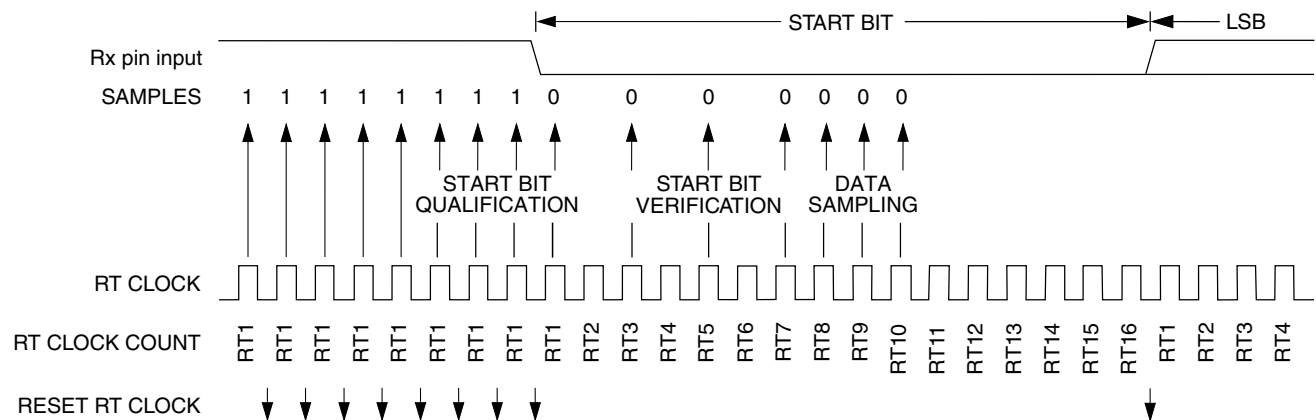 START BIT LSB
Rx pin input
SAMPLES 1 1 1 1 1 1 1 1 0 0 0 0 0 0 0
START BIT QUALIFICATION
START BIT VERIFICATION
DATA SAMPLING
RT CLOCK
RT CLOCK COUNT RT1 RT1 RT1 RT1 RT1 RT1 RT1 RT1 RT1 RT2 RT3 RT4 RT5 RT6 RT7 RT8 RT9 RT10 RT11 RT12 RT13 RT14 RT15 RT16 RT1 RT2 RT3 RT4
RESET RT CLOCK